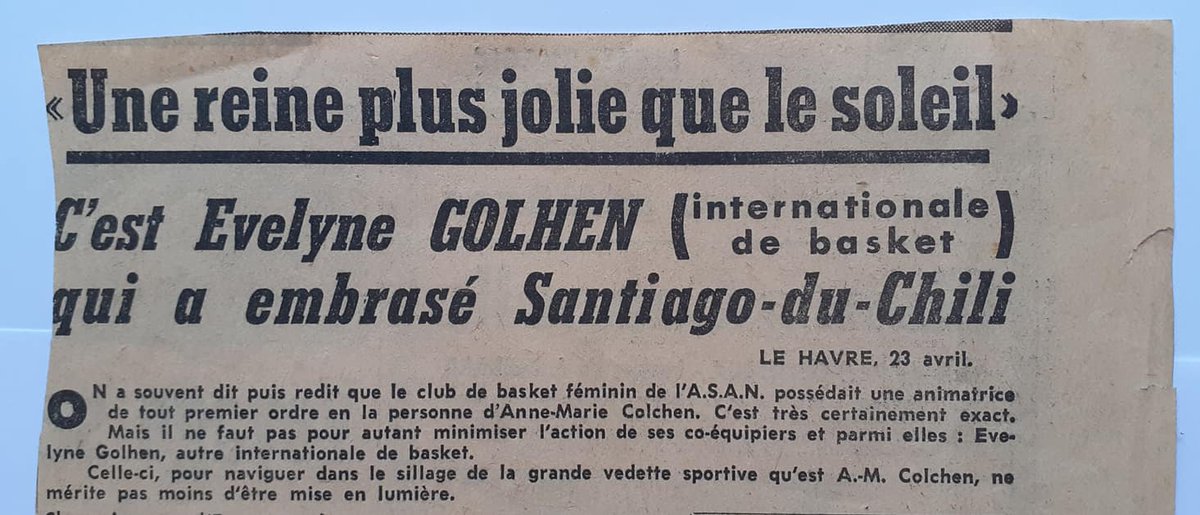 «Une reine plus jolie que le soleil»
C'est Evelyne GOLHEN (internationale de basket)
qui a embrasé Santiago-du-Chili
LE HAVRE, 23 avril.
ON a souvent dit puis redit que le club de basket féminin de l'A.S.A.N. possédait une animatrice
de tout premier ordre en la personne d'Anne-Marie Colchen. C'est très certainement exact.
Mais il ne faut pas pour autant minimiser l'action de ses co-équipiers et parmi elles : Eve-
lyne Golhen, autre internationale de basket.
Celle-ci, pour naviguer dans le sillage de la grande vedette sportive qu'est A.-M. Colchen, ne
mérite pas moins d'être mise en lumière.